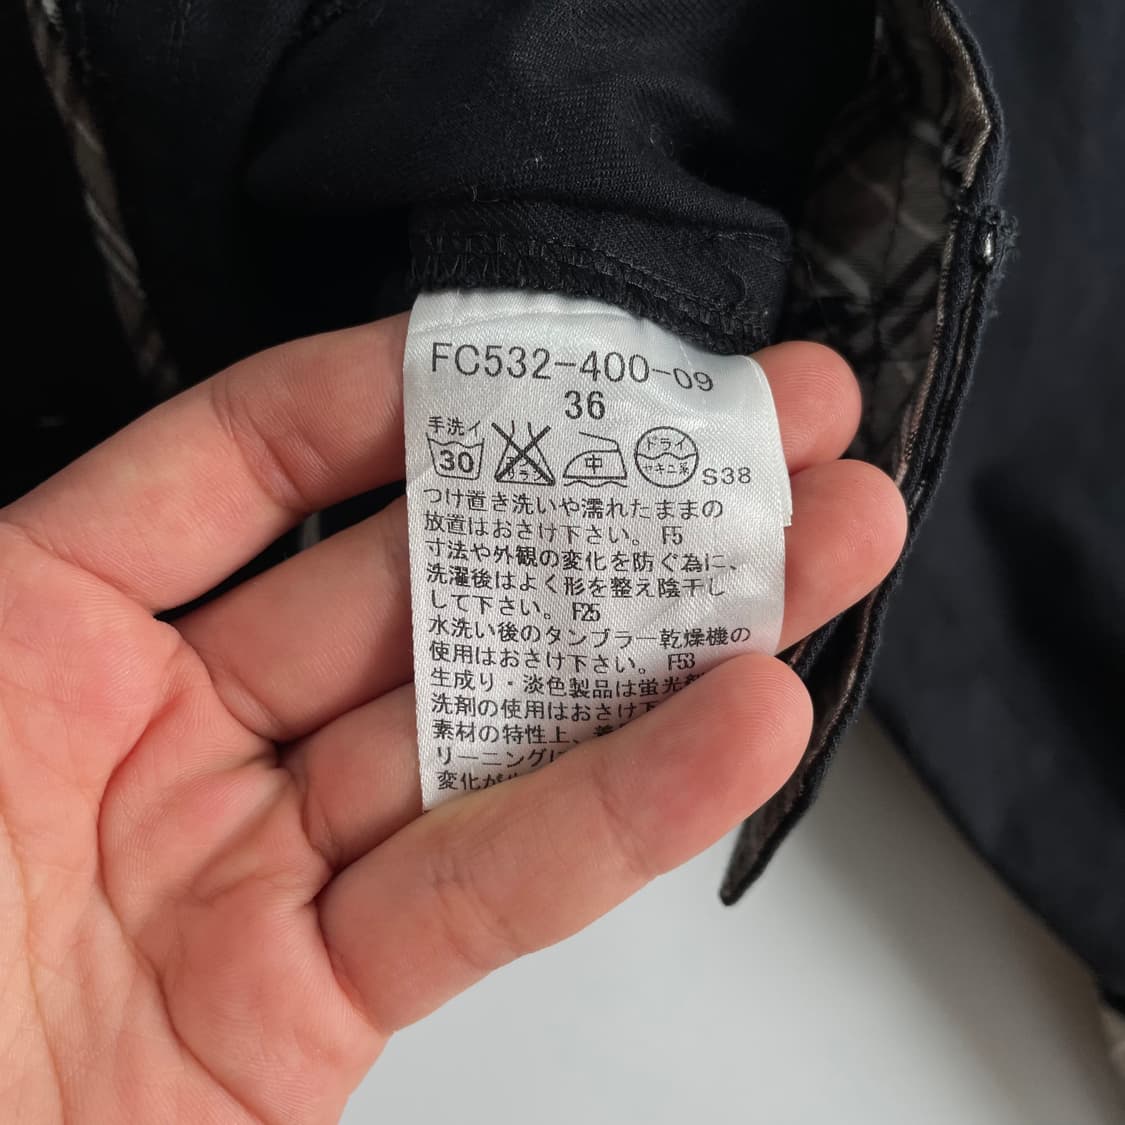 FC532-400-09
36
手洗イ
30
中
ドライ
セキユ系
S38
つけ置き洗いや濡れたままの
放置はおさけ下さい。 F5
寸法や外観の変化を防ぐ為に、
洗濯後はよく形を整え陰干し
して下さい。 F25
水洗い後のタンブラー乾燥機の
使用はおさけ下さい。 F53
生成り・淡色製品は蛍光剤
洗剤の使用はおさけ下
素材の特性上、着
リーニングに
変化が